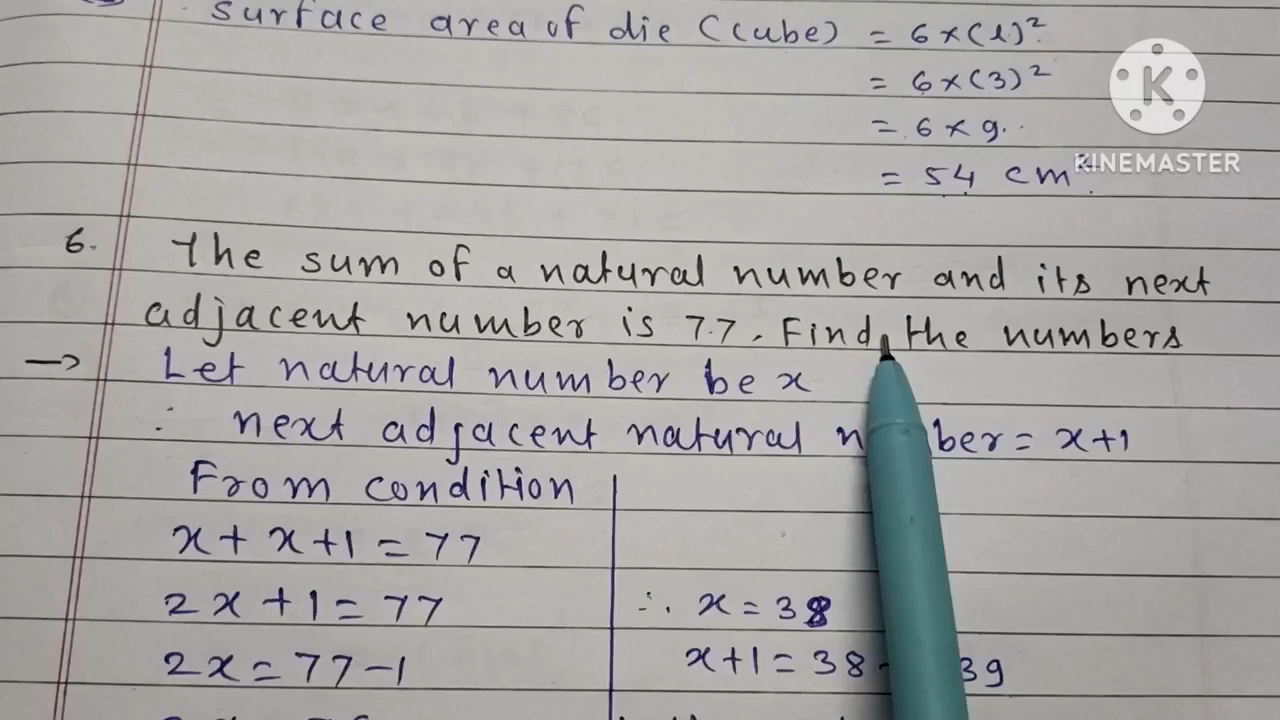 surface area of die (cube) = 6×(l)²
= 6×(3)²
= 6×9
= 54 cm²
K
KINEMASTER
6. The sum of a natural number and its next
adjacent number is 77. Find the numbers
→ Let natural number be x
∴ next adjacent natural = x+1
From condition
x + x+1 = 77
2x + 1 = 77
∴ x = 38
2x = 77-1
x+1 = 38 39